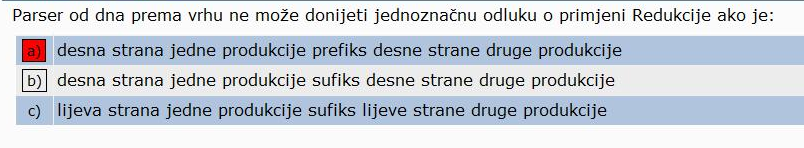 Parser od dna prema vrhu ne može donijeti jednoznačnu odluku o primjeni Redukcije ako je:
a) desna strana jedne produkcije prefiks desne strane druge produkcije
b) desna strana jedne produkcije sufiks desne strane druge produkcije
c) lijeva strana jedne produkcije sufiks lijeve strane druge produkcije